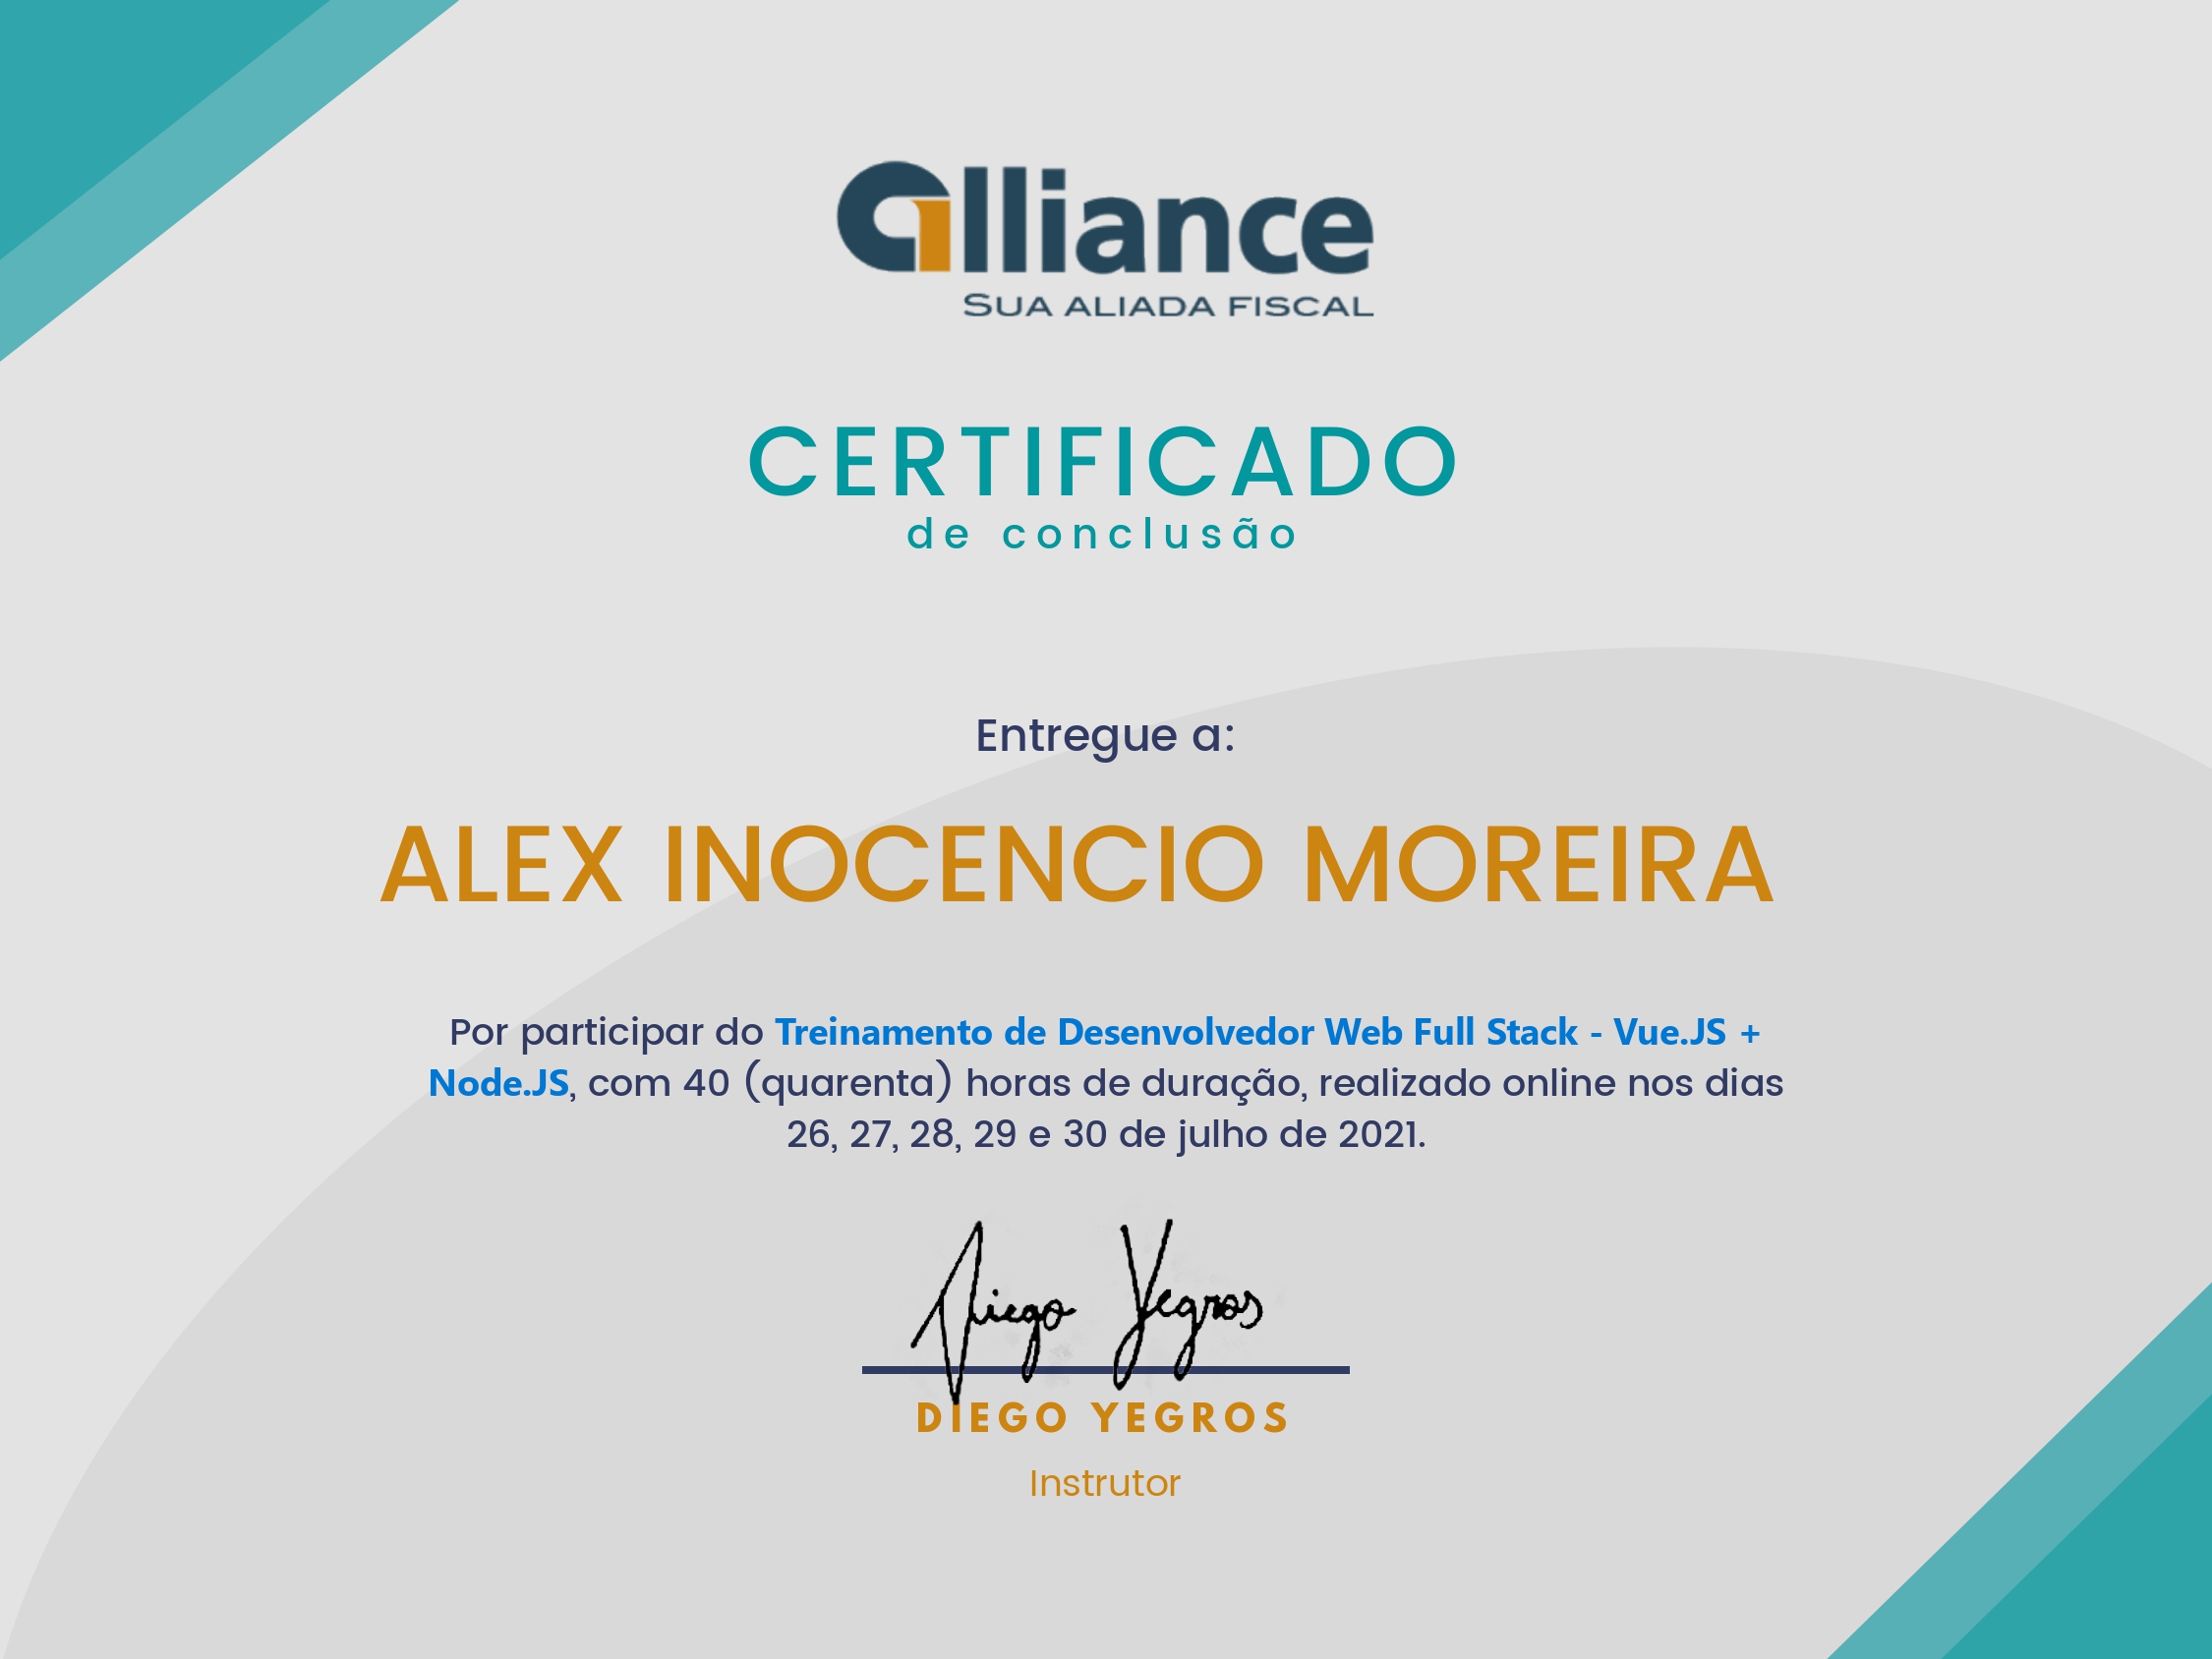 alliance
SUA ALIADA FISCAL
CERTIFICADO
de conclusão
Entregue a:
ALEX INOCENCIO MOREIRA
Por participar do Treinamento de Desenvolvedor Web Full Stack - Vue.JS +
Node.JS, com 40 (quarenta) horas de duração, realizado online nos dias
26, 27, 28, 29 e 30 de julho de 2021.
Diego Yegros
DIEGO YEGROS
Instrutor